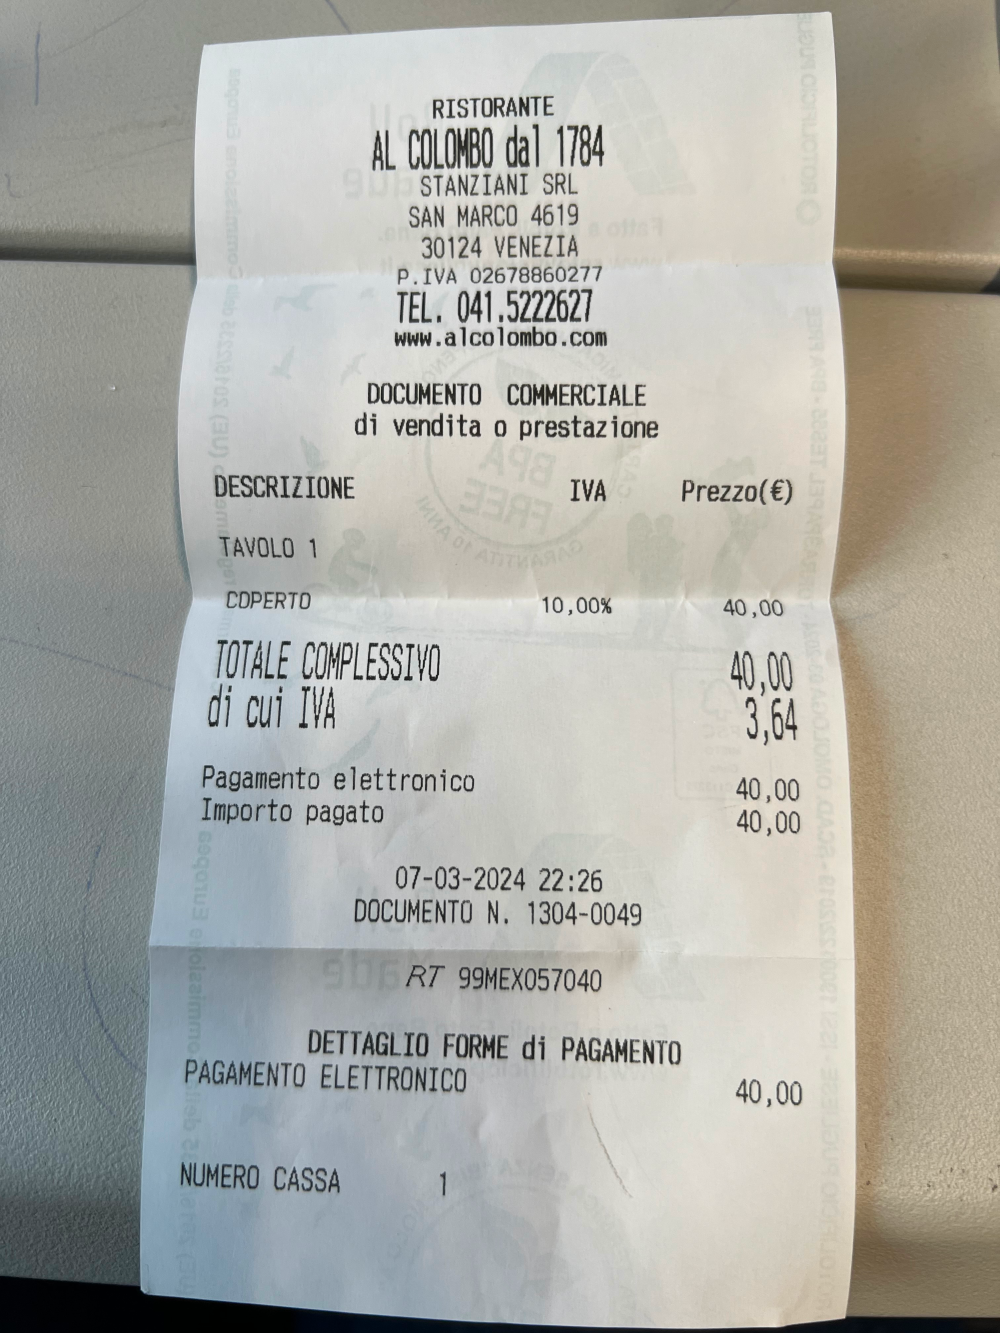 RISTORANTE
AL COLOMBO dal 1784
STANZIANI SRL
SAN MARCO 4619
30124 VENEZIA
P.IVA 02678860277
TEL. 041.5222627
www.alcolombo.com
DOCUMENTO COMMERCIALE
di vendita o prestazione
DESCRIZIONE IVA Prezzo(€)
TAVOLO 1
COPERTO 10,00% 40,00
TOTALE COMPLESSIVO 40,00
di cui IVA 3,64
Pagamento elettronico 40,00
Importo pagato 40,00
07-03-2024 22:26
DOCUMENTO N. 1304-0049
RT 99MEX057040
DETTAGLIO FORME di PAGAMENTO
PAGAMENTO ELETTRONICO 40,00
NUMERO CASSA 1